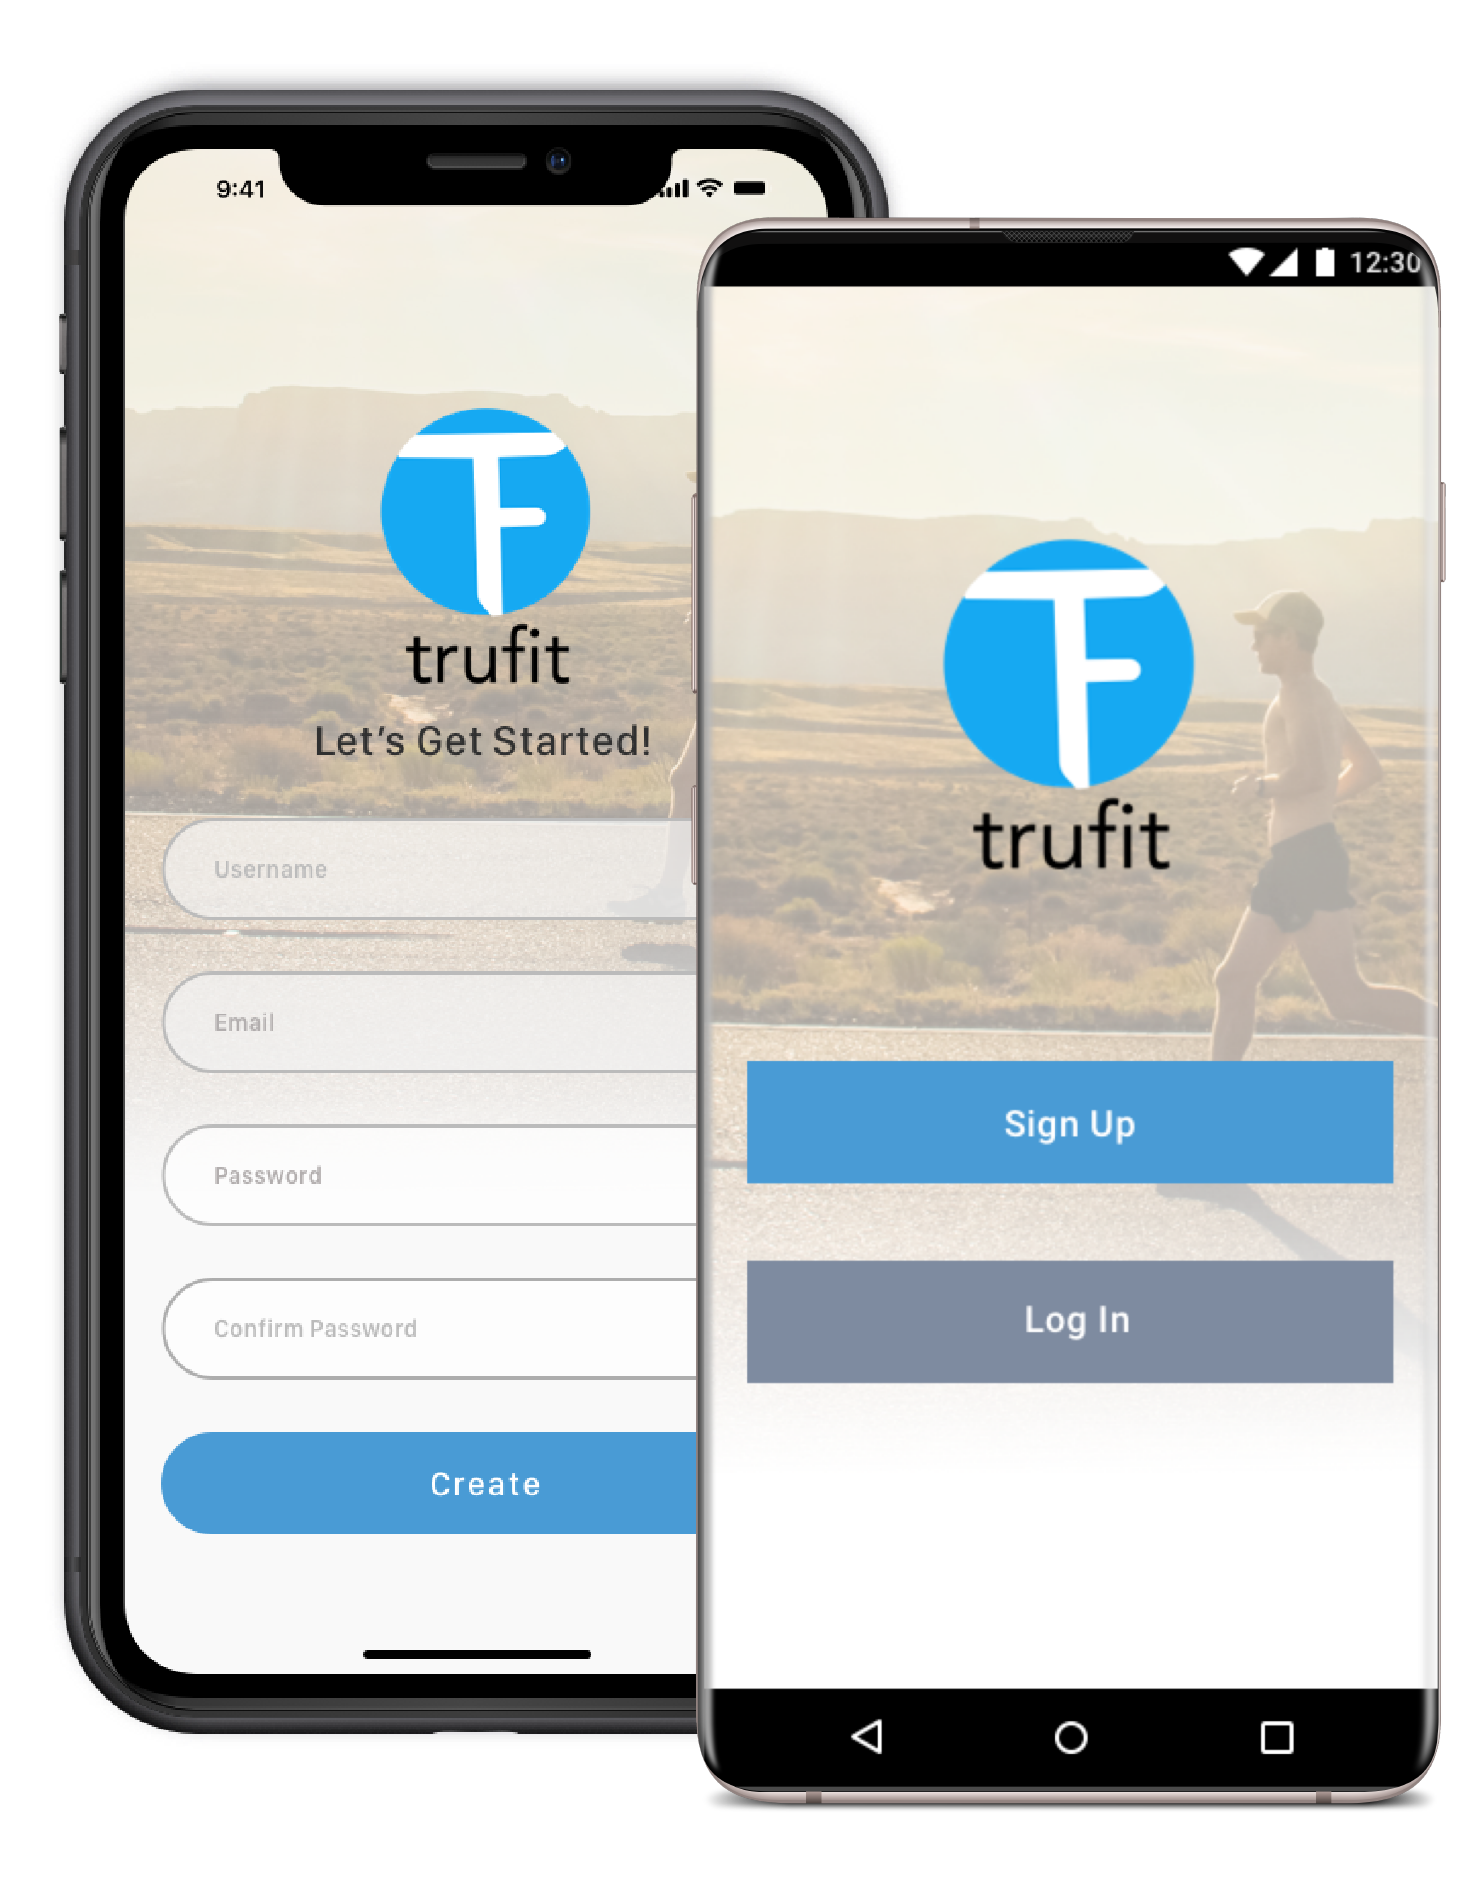 9:41
trufit
Let's Get Started!
Username
Email
Password
Confirm Password
Create
12:30
trufit
Sign Up
Log In